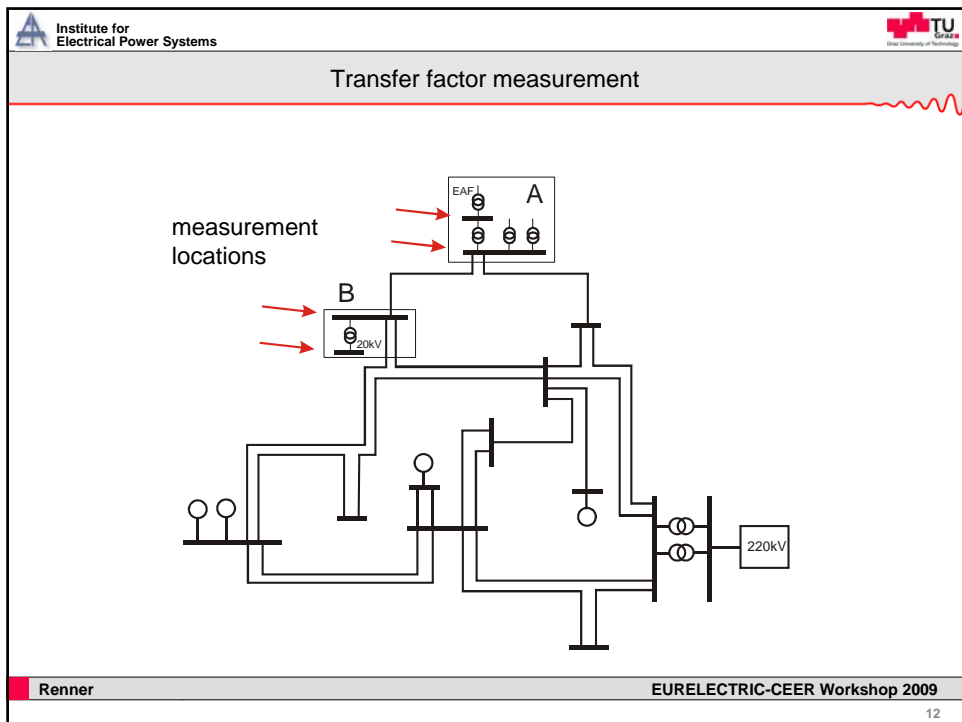 Institute for
Electrical Power Systems
TU
Graz
Graz University of Technology
Transfer factor measurement
EAF
A
measurement
locations
B
20kV
220kV
Renner
EURELECTRIC-CEER Workshop 2009
12